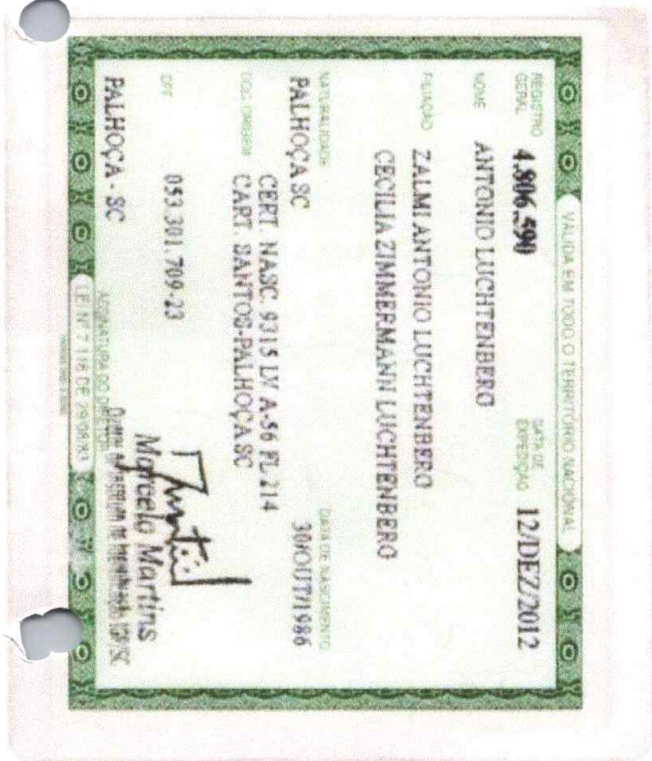 VÁLIDA EM TODO O TERRITÓRIO NACIONAL
REGISTRO GERAL 4.806.590 DATA DE EXPEDIÇÃO 12/DEZ/2012
NOME ANTONIO LUCHTENBERG
FILIAÇÃO ZALMI ANTONIO LUCHTENBERG
CECILIA ZIMMERMANN LUCHTENBERG
NATURALIDADE DATA DE NASCIMENTO
PALHOÇA SC 30/OUT/1986
DOC. ORIGEM CERT. NASC. 9315 LV A-56 FL 214
CART. SANTOS-PALHOÇA SC
CPF 053.301.709-23
PALHOÇA - SC
Marcelo Martins
ASSINATURA DO DIRETOR
LEI Nº 7.116 DE 29/08/83